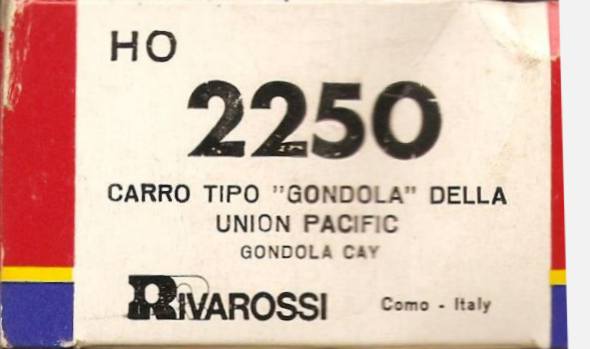 HO
2250
CARRO TIPO "GONDOLA" DELLA
UNION PACIFIC
GONDOLA CAY
RIVAROSSI Como - Italy